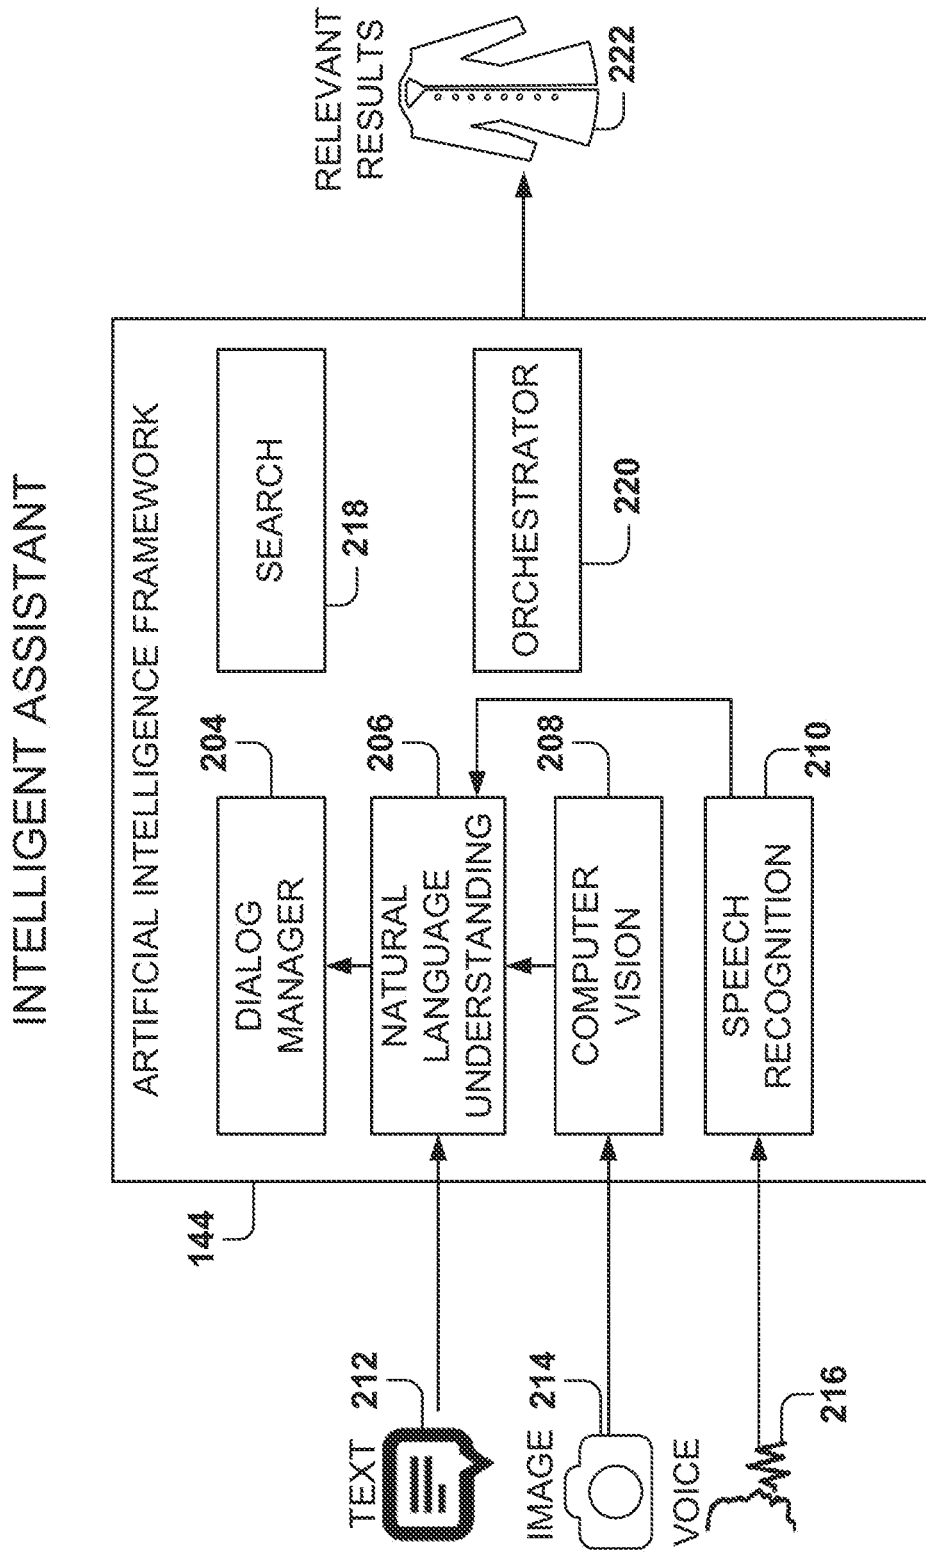 INTELLIGENT ASSISTANT
144
ARTIFICIAL INTELLIGENCE FRAMEWORK
TEXT
212
IMAGE
214
VOICE
216
DIALOG
MANAGER
204
NATURAL
LANGUAGE
UNDERSTANDING
206
COMPUTER
VISION
208
SPEECH
RECOGNITION
210
SEARCH
218
ORCHESTRATOR
220
RELEVANT
RESULTS
222